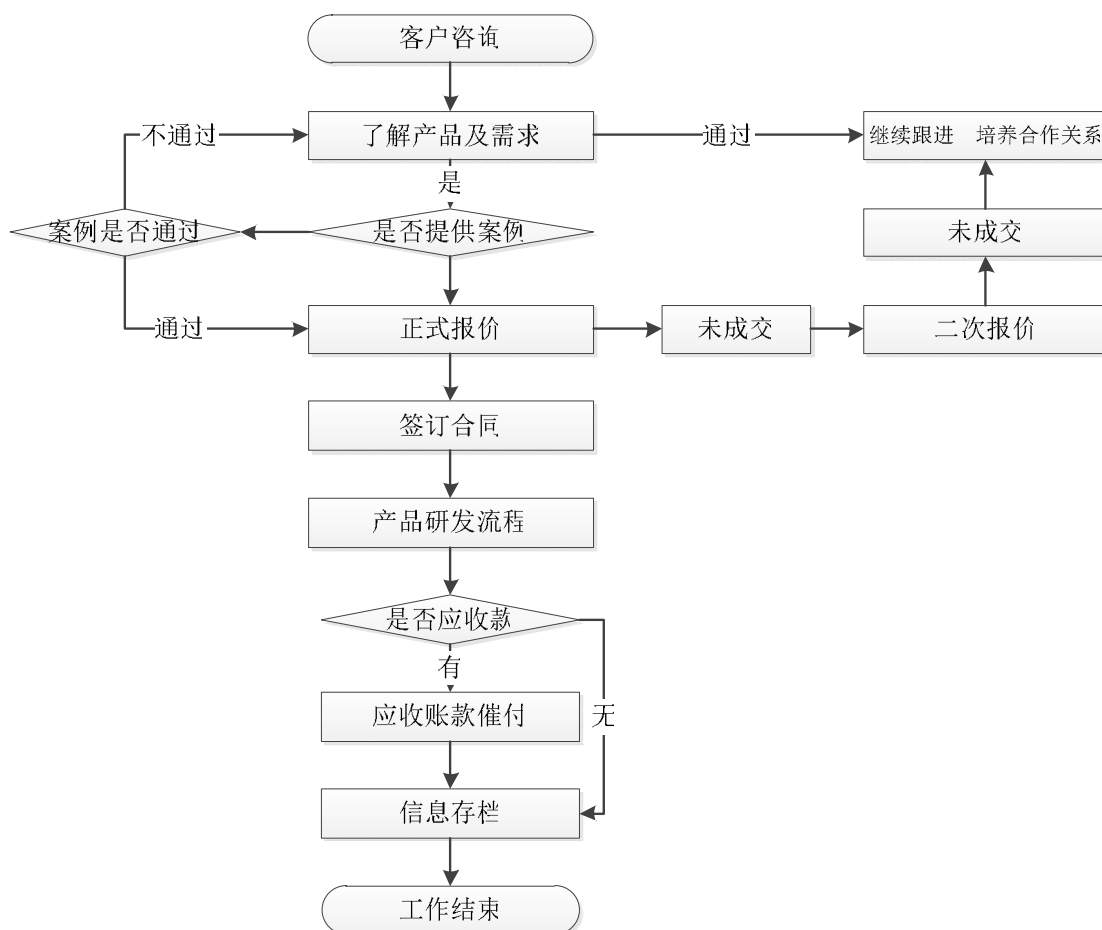 客户咨询
不通过
了解产品及需求
通过
继续跟进 培养合作关系
是
案例是否通过
是否提供案例
未成交
通过
正式报价
未成交
二次报价
签订合同
产品研发流程
是否应收款
有
应收账款催付
无
信息存栏
工作结束